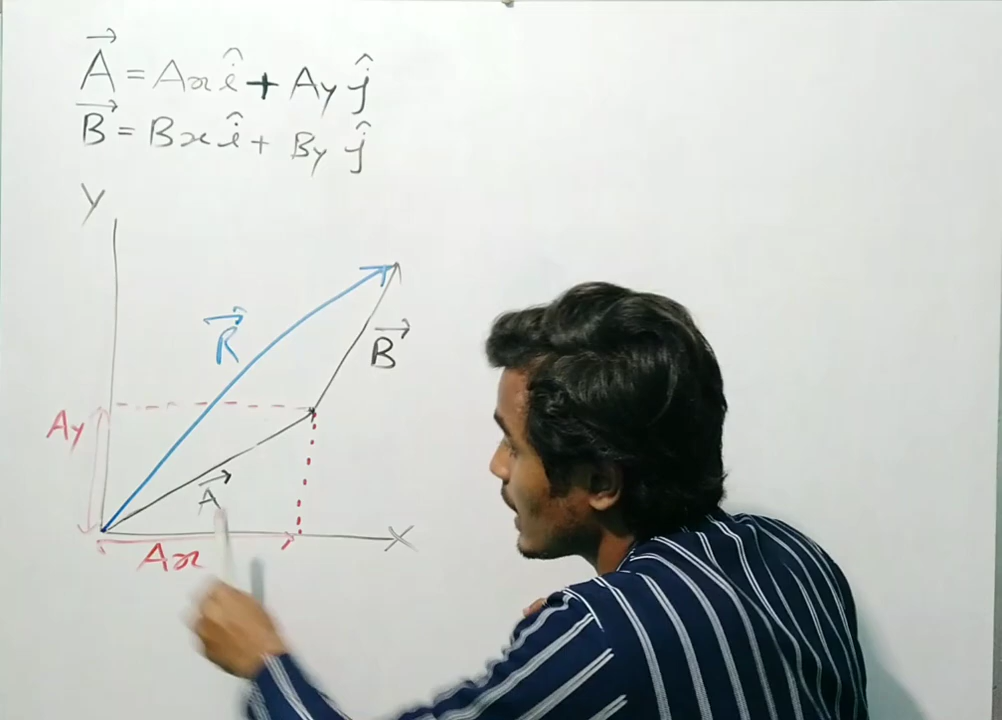 A⃗ = Ax î + Ay ĵ
B⃗ = Bx î + By ĵ
Y
R⃗
B⃗
Ay
A⃗
X
Ax